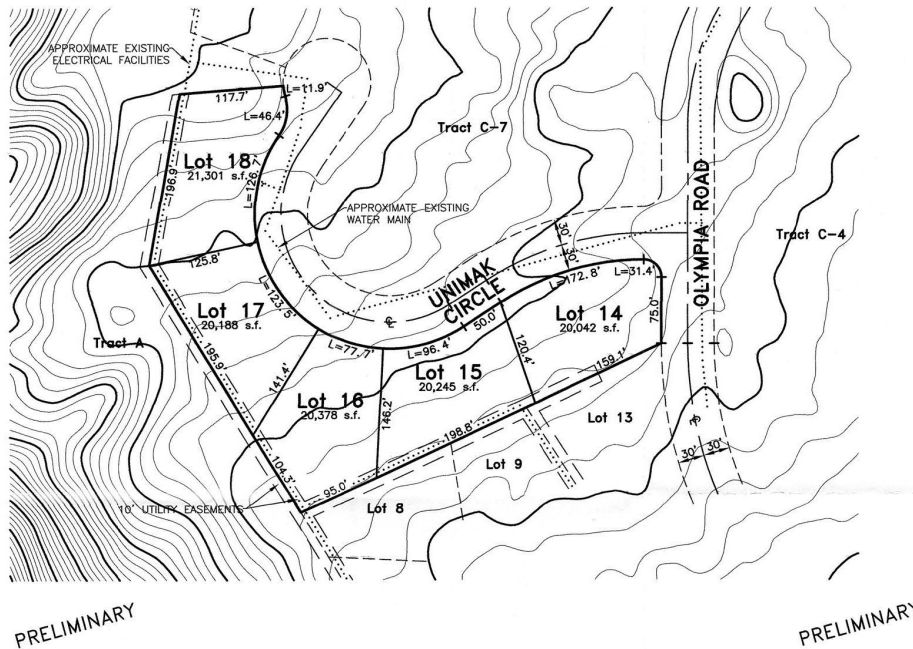 APPROXIMATE EXISTING
ELECTRICAL FACILITIES
117.7'
L=11.9'
L=46.4'
Tract C-7
Lot 18
21,301 s.f.
L=126.7'
196.9'
APPROXIMATE EXISTING
WATER MAIN
OLYMPIA ROAD
Tract C-4
30'
30'
125.8'
UNIMAK
CIRCLE
L=172.8'
L=31.4'
L=123.5'
Lot 17
20,188 s.f.
Lot 14
20,042 s.f.
75.0'
50.0'
Tract A
L=77.7'
L=96.4'
120.4'
159.1'
195.9'
141.4'
Lot 15
20,245 s.f.
Lot 16
20,378 s.f.
146.2'
198.8'
Lot 13
104.3'
95.0'
Lot 9
30'
30'
10' UTILITY EASEMENTS
Lot 8
PRELIMINARY
PRELIMINARY